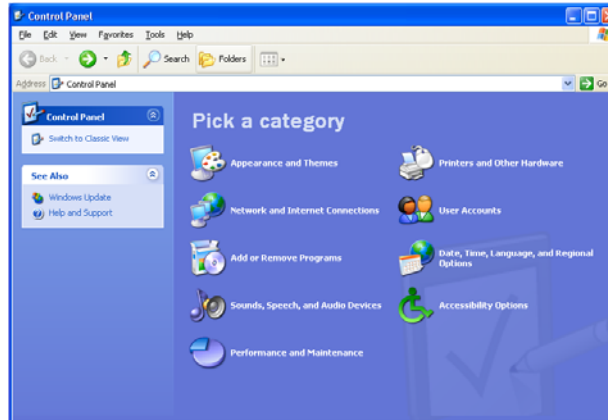 Control Panel
File Edit View Favorites Tools Help
Back Search Folders
Address Control Panel Go
Control Panel
Switch to Classic View
See Also
Windows Update
Help and Support
Pick a category
Appearance and Themes
Printers and Other Hardware
Network and Internet Connections
User Accounts
Add or Remove Programs
Date, Time, Language, and Regional
Options
Sounds, Speech, and Audio Devices
Accessibility Options
Performance and Maintenance